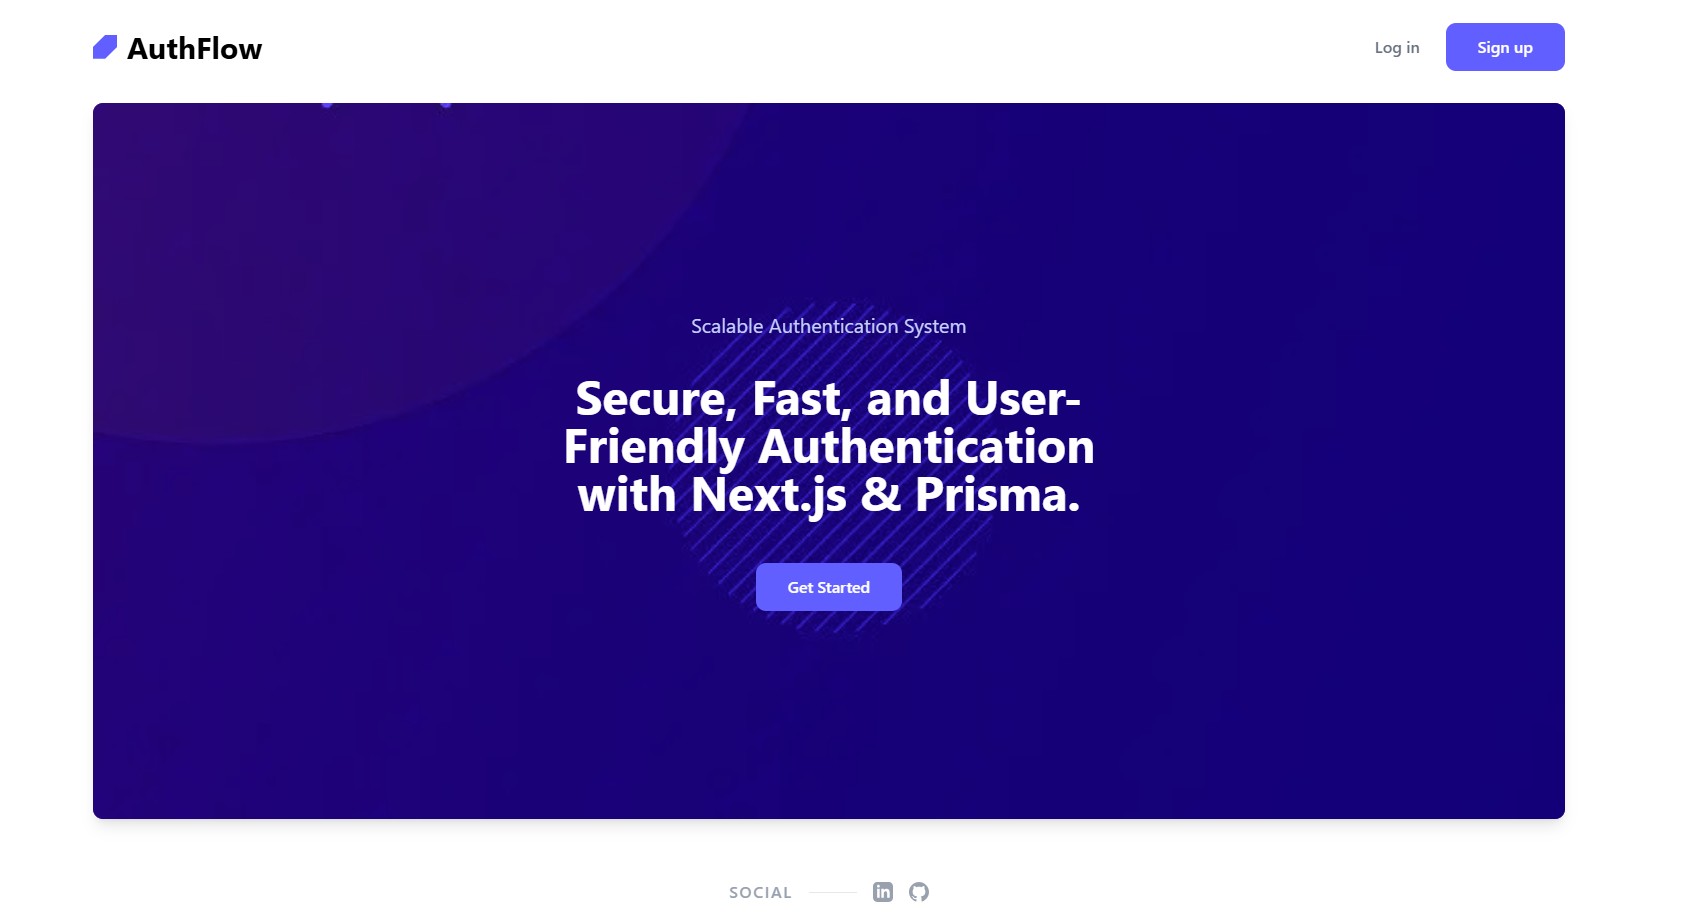 AuthFlow
Log in
Sign up
Scalable Authentication System
Secure, Fast, and User-
Friendly Authentication
with Next.js & Prisma.
Get Started
SOCIAL
in